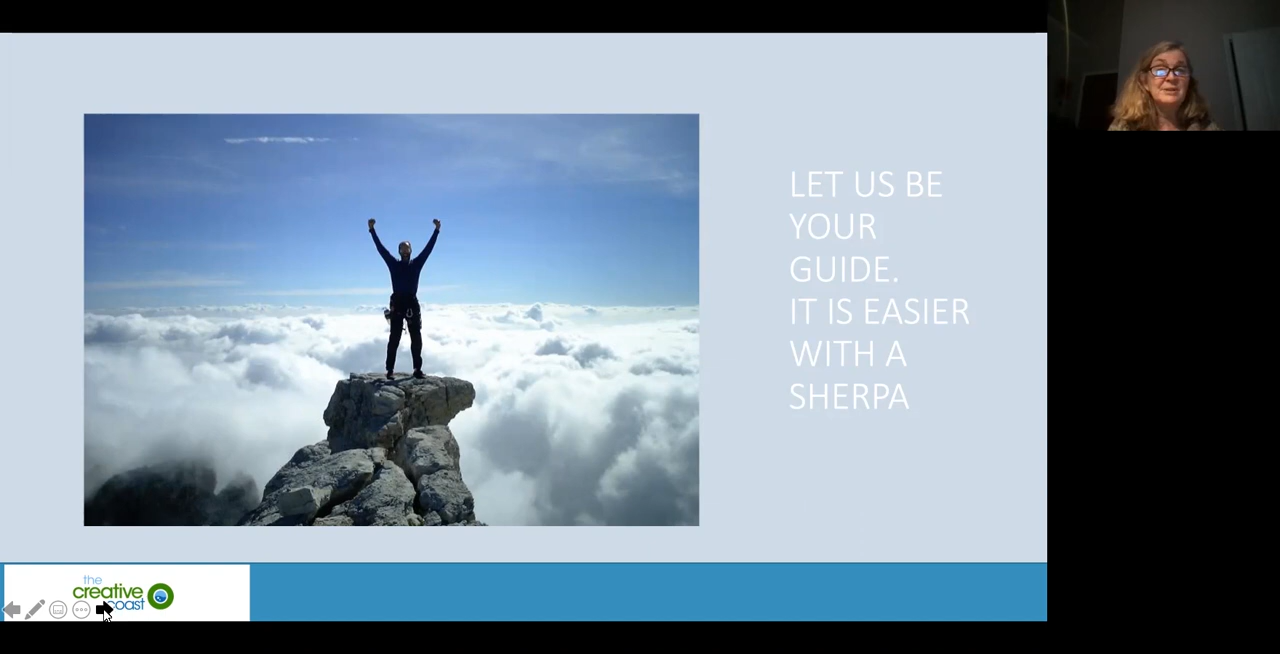 LET US BE
YOUR
GUIDE.
IT IS EASIER
WITH A
SHERPA
the
creative
coast